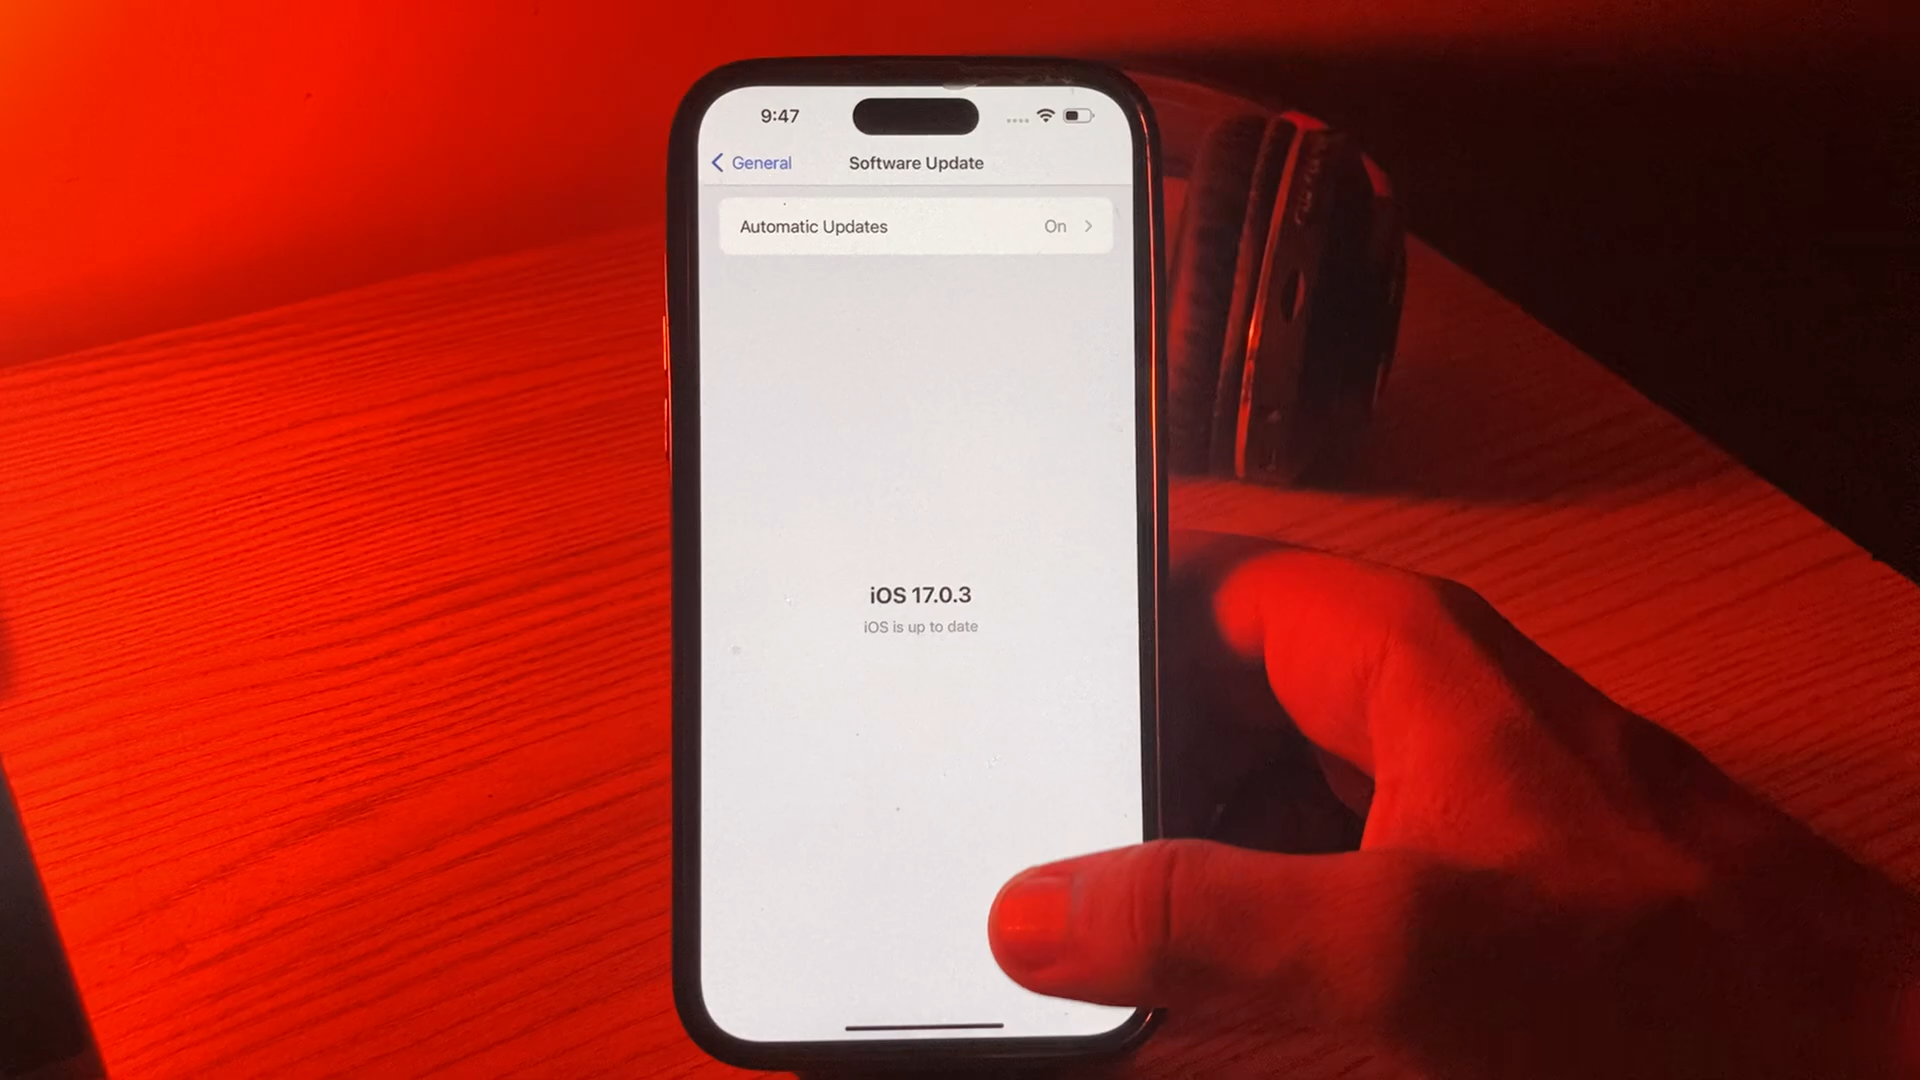 9:47
General
Software Update
Automatic Updates
On
iOS 17.0.3
iOS is up to date